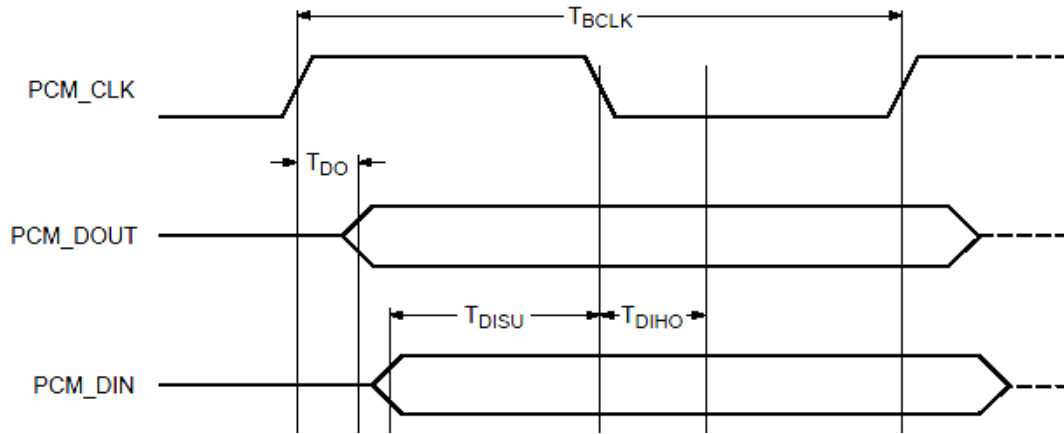 TBCLK
PCM_CLK
TDO
PCM_DOUT
TDISU
TDIHO
PCM_DIN